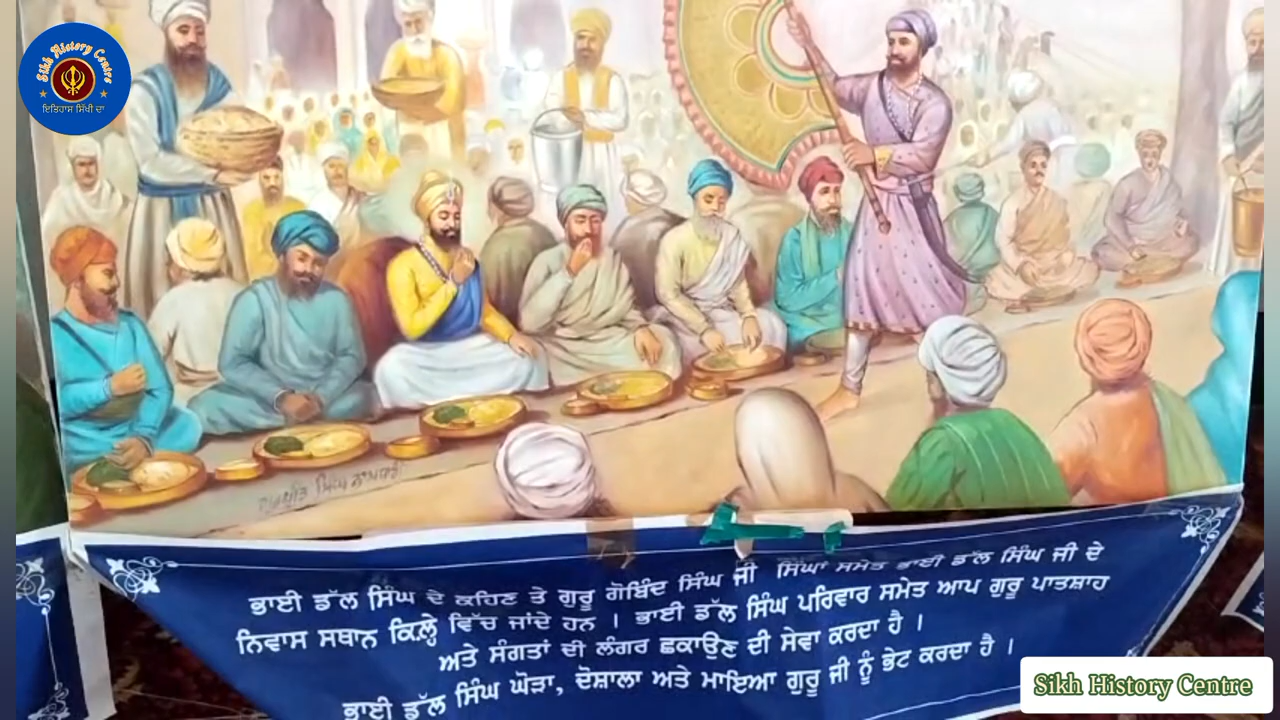 Sikh History Centre
ਇਤਿਹਾਸ ਸਿੱਖੀ ਦਾ
ਭਾਈ ਡੱਲ ਸਿੰਘ ਦੇ ਕਹਿਣ ਤੇ ਗੁਰੂ ਗੋਬਿੰਦ ਸਿੰਘ ਜੀ ਸਿੰਘਾਂ ਸਮੇਤ ਭਾਈ ਡੱਲ ਸਿੰਘ ਜੀ ਦੇ
ਨਿਵਾਸ ਸਥਾਨ ਕਿਲ੍ਹੇ ਵਿੱਚ ਜਾਂਦੇ ਹਨ । ਭਾਈ ਡੱਲ ਸਿੰਘ ਪਰਿਵਾਰ ਸਮੇਤ ਆਪ ਗੁਰੂ ਪਾਤਸ਼ਾਹ
ਅਤੇ ਸੰਗਤਾਂ ਦੀ ਲੰਗਰ ਛਕਾਉਣ ਦੀ ਸੇਵਾ ਕਰਦਾ ਹੈ ।
ਭਾਈ ਡੱਲ ਸਿੰਘ ਘੋੜਾ, ਦੋਸ਼ਾਲਾ ਅਤੇ ਮਾਇਆ ਗੁਰੂ ਜੀ ਨੂੰ ਭੇਟ ਕਰਦਾ ਹੈ ।
Sikh History Centre